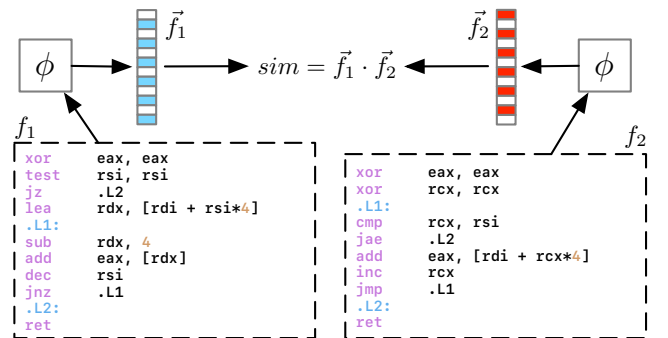 ϕ
f⃗₁
sim = f⃗₁ · f⃗₂
f⃗₂
ϕ
f₁
xor eax, eax
test rsi, rsi
jz .L2
lea rdx, [rdi + rsi*4]
.L1:
sub rdx, 4
add eax, [rdx]
dec rsi
jnz .L1
.L2:
ret
f₂
xor eax, eax
xor rcx, rcx
.L1:
cmp rcx, rsi
jae .L2
add eax, [rdi + rcx*4]
inc rcx
jmp .L1
.L2:
ret